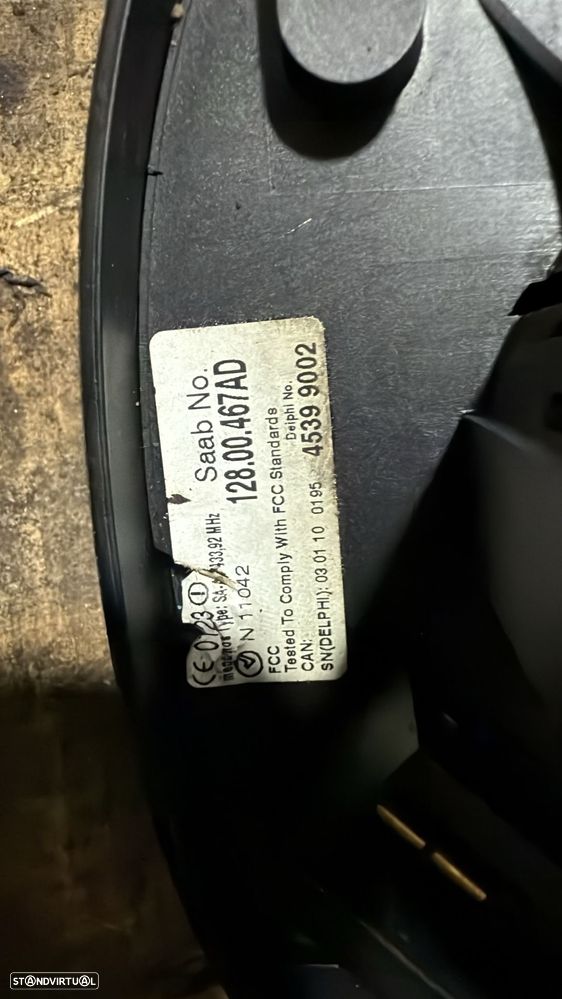 Saab No.
128.00.467AD
CE 0123
433,92 MHz
N 11042
FCC
Tested To Comply With FCC Standards
CAN:
Delphi No.
4539 9002
SN(DELPHI): 03.01 10 0195
STANDVIRTUAL